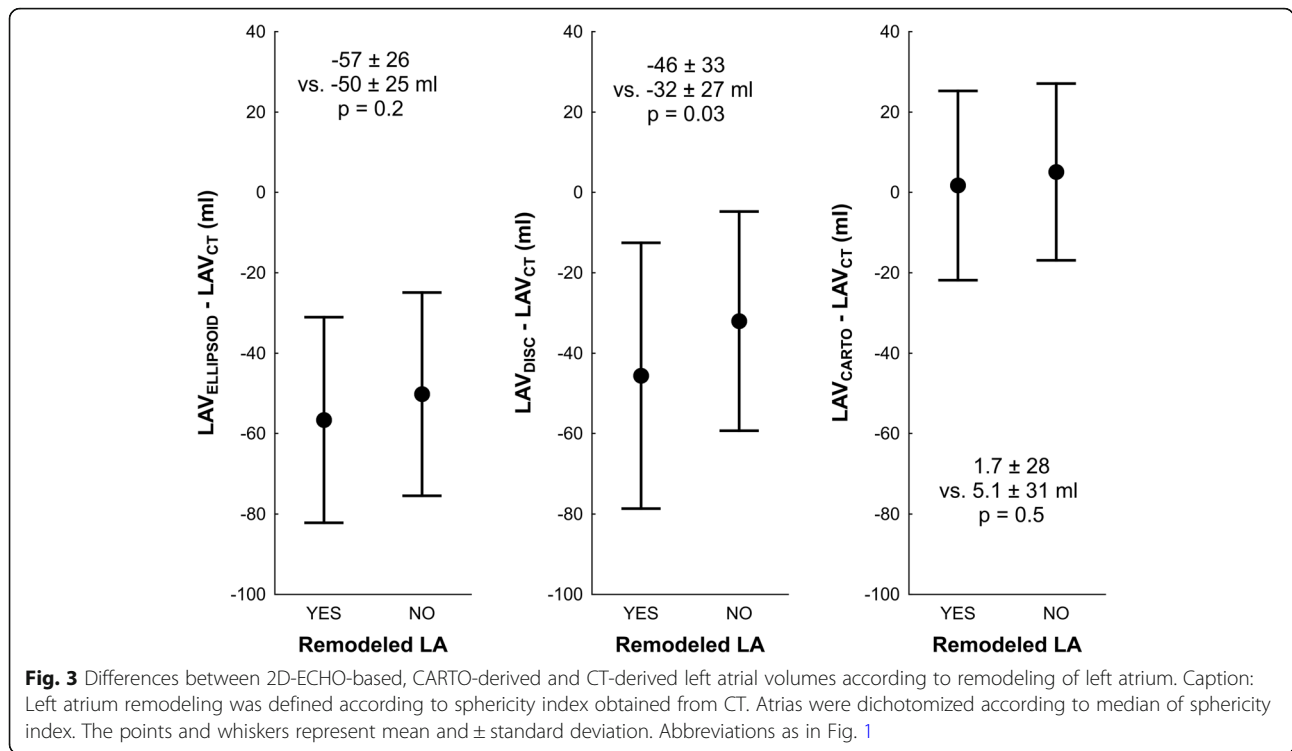 40
20
0
-20
-40
-60
-80
-100
LAVELLIPSOID - LAVCT (ml)
-57 ± 26
vs. -50 ± 25 ml
p = 0.2
YES NO
Remodeled LA
40
20
0
-20
-40
-60
-80
-100
LAVDISC - LAVCT (ml)
-46 ± 33
vs. -32 ± 27 ml
p = 0.03
YES NO
Remodeled LA
40
20
0
-20
-40
-60
-80
-100
LAVCARTO - LAVCT (ml)
1.7 ± 28
vs. 5.1 ± 31 ml
p = 0.5
YES NO
Remodeled LA
Fig. 3 Differences between 2D-ECHO-based, CARTO-derived and CT-derived left atrial volumes according to remodeling of left atrium. Caption:
Left atrium remodeling was defined according to sphericity index obtained from CT. Atrias were dichotomized according to median of sphericity
index. The points and whiskers represent mean and ± standard deviation. Abbreviations as in Fig. 1